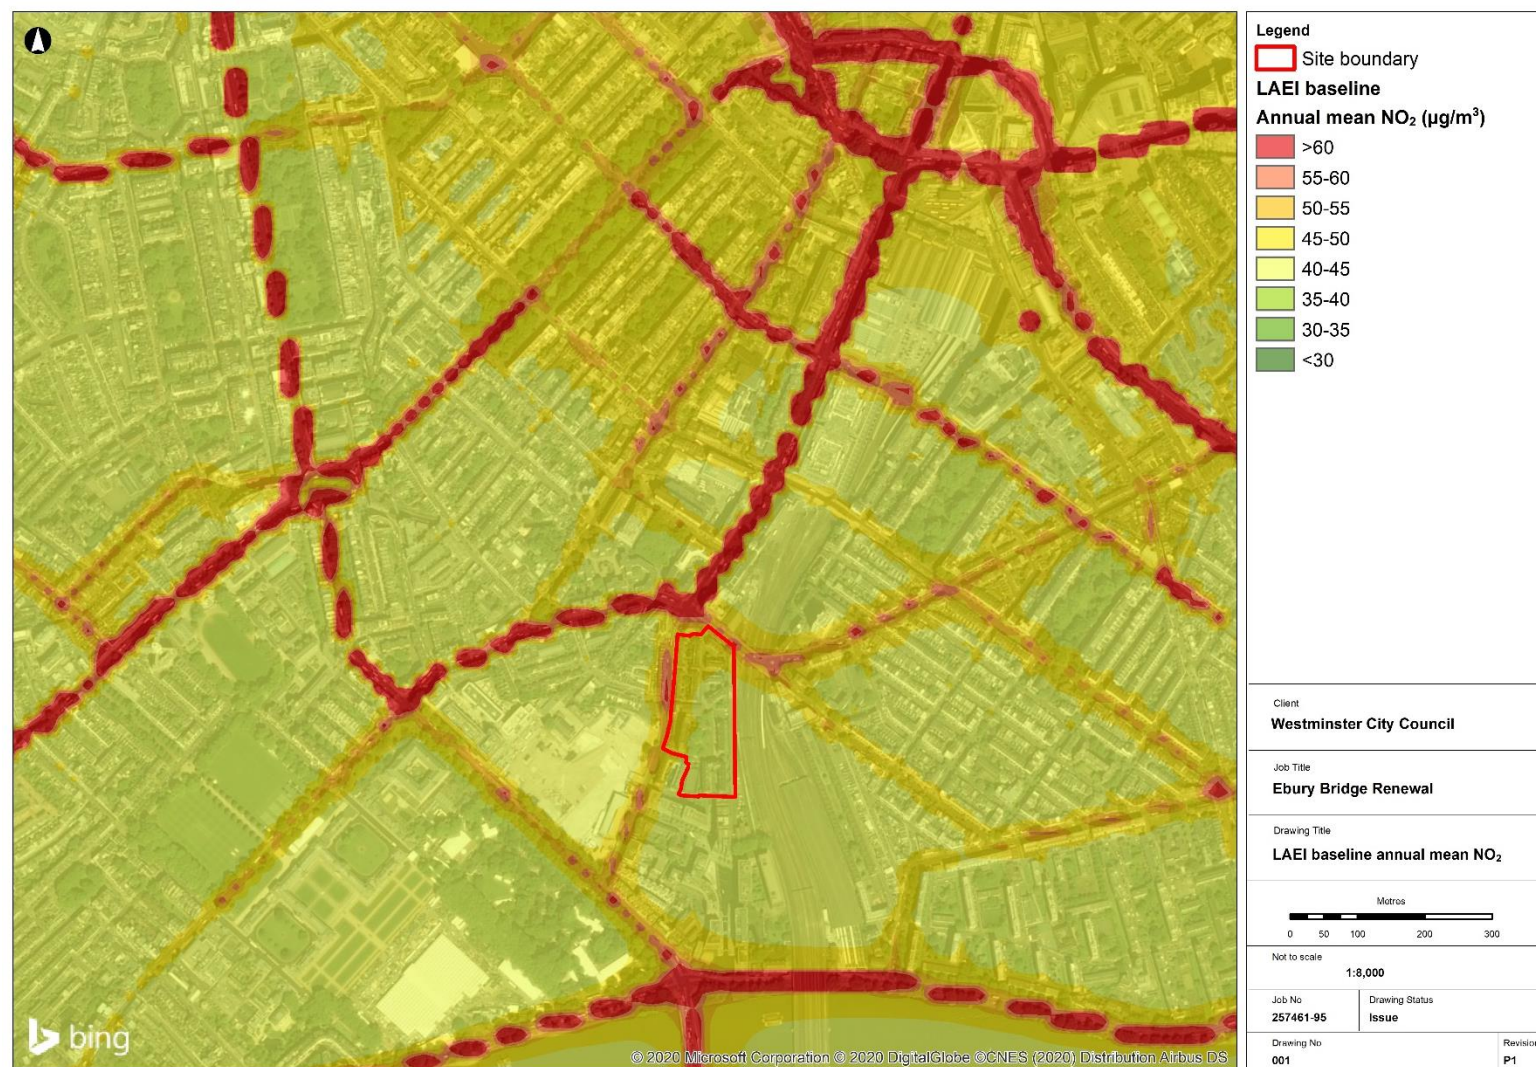 Legend
Site boundary
LAEI baseline
Annual mean NO₂ (µg/m³)
>60
55-60
50-55
45-50
40-45
35-40
30-35
<30
Client
Westminster City Council
Job Title
Ebury Bridge Renewal
Drawing Title
LAEI baseline annual mean NO₂
Metres
0 50 100 200 300
Not to scale
1:8,000
Job No Drawing Status
257461-95 Issue
Drawing No Revision
001 P1
bing
© 2020 Microsoft Corporation © 2020 DigitalGlobe ©CNES (2020) Distribution Airbus DS